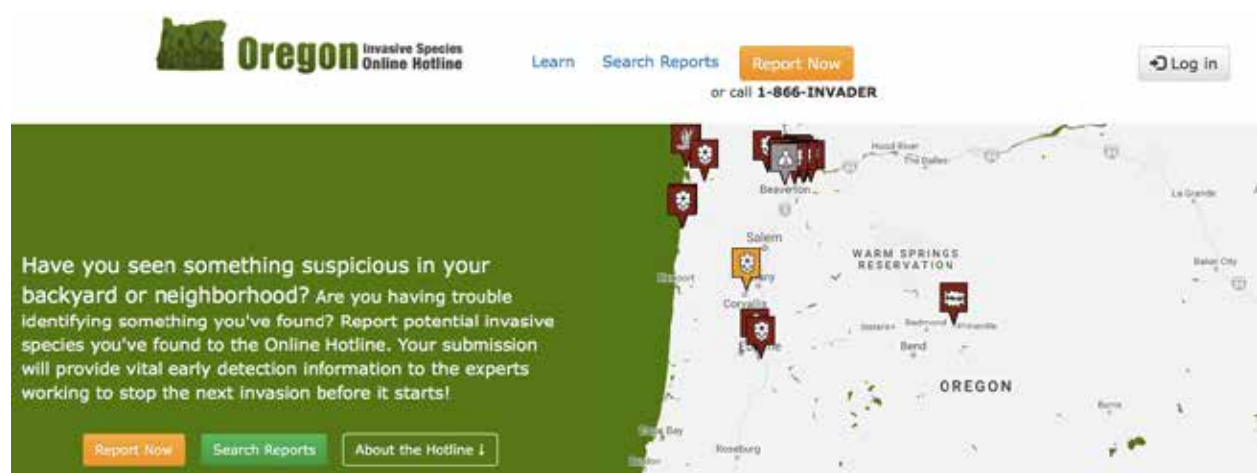 Oregon
Invasive Species
Online Hotline
Learn
Search Reports
Report Now
Log in
or call 1-866-INVADER
Hood River
The Dalles
Beaverton
La Grande
Salem
WARM SPRINGS
RESERVATION
Baker City
Corvallis
Redmond
Bend
OREGON
Burns
Roseburg
Have you seen something suspicious in your
backyard or neighborhood? Are you having trouble
identifying something you've found? Report potential invasive
species you've found to the Online Hotline. Your submission
will provide vital early detection information to the experts
working to stop the next invasion before it starts!
Report Now
Search Reports
About the Hotline ↓